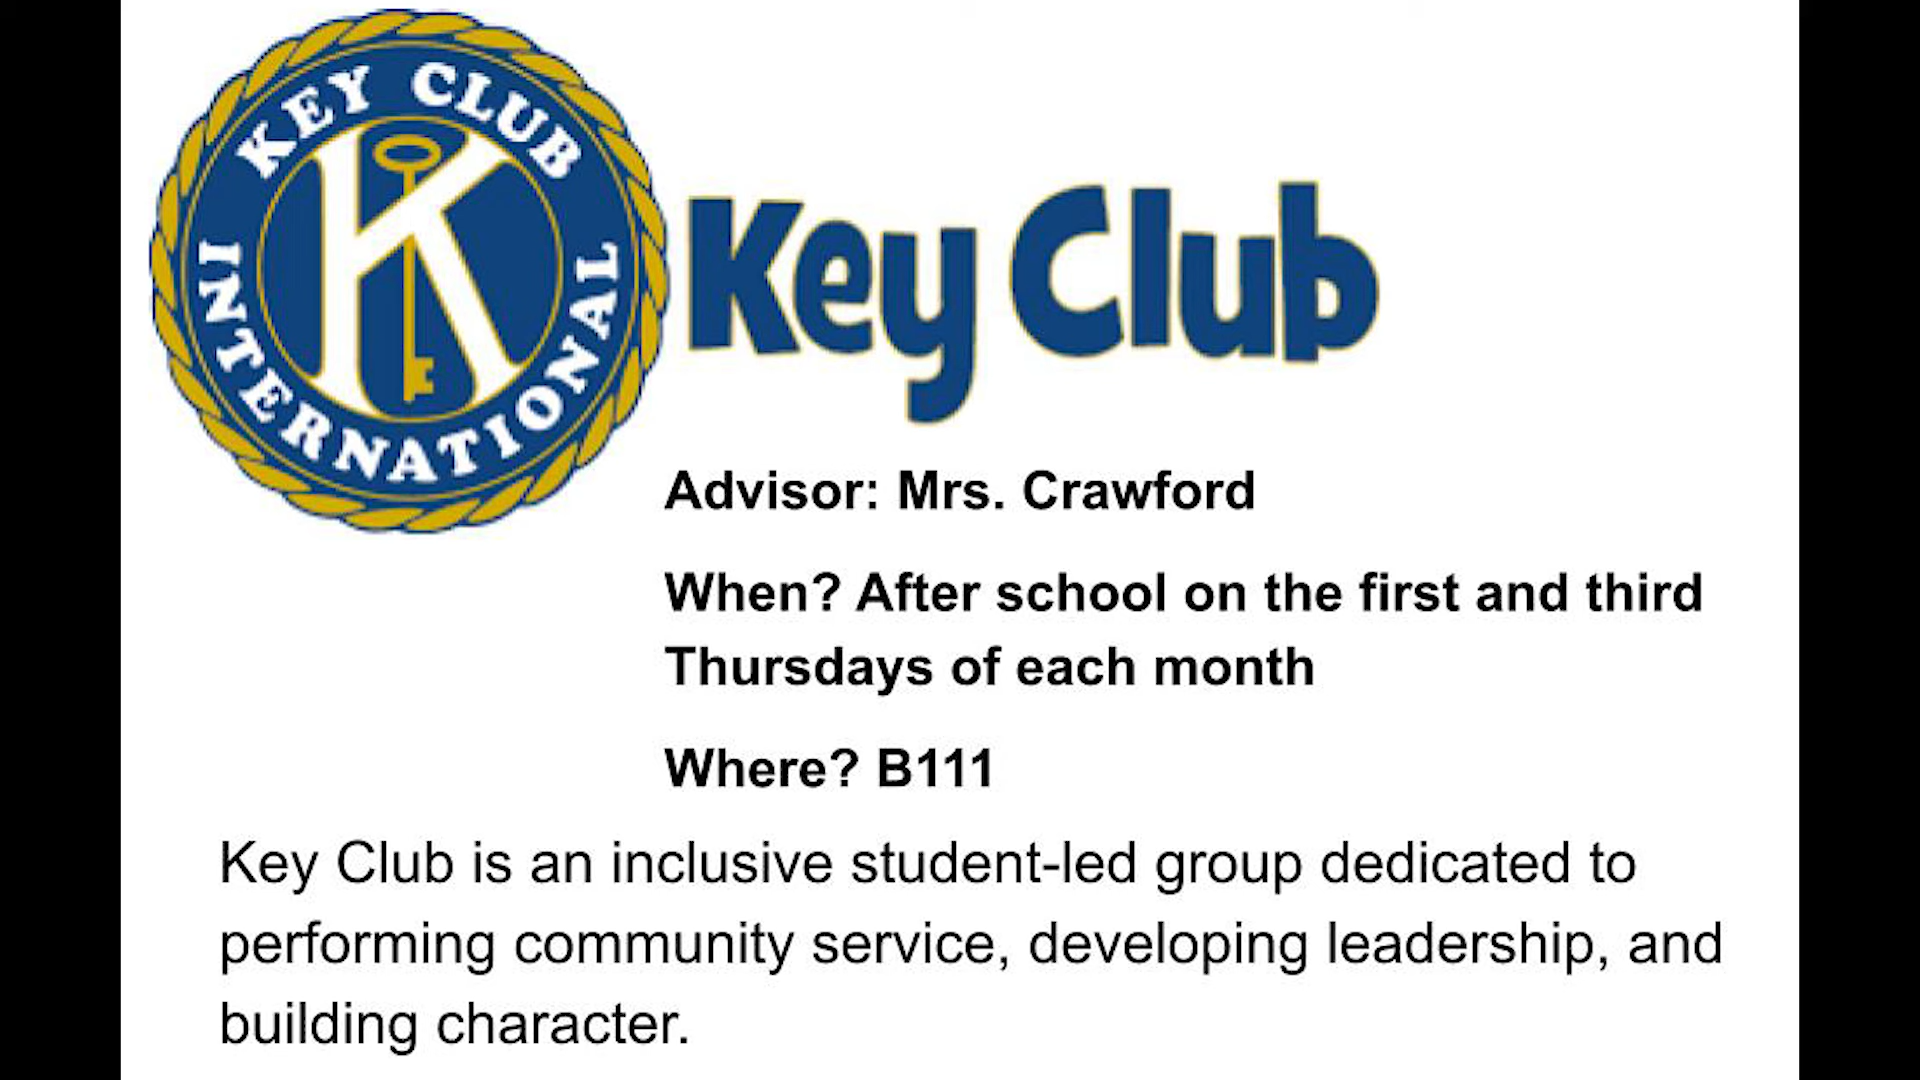 KEY CLUB
INTERNATIONAL
K
Key Club
Advisor: Mrs. Crawford
When? After school on the first and third
Thursdays of each month
Where? B111
Key Club is an inclusive student-led group dedicated to
performing community service, developing leadership, and
building character.